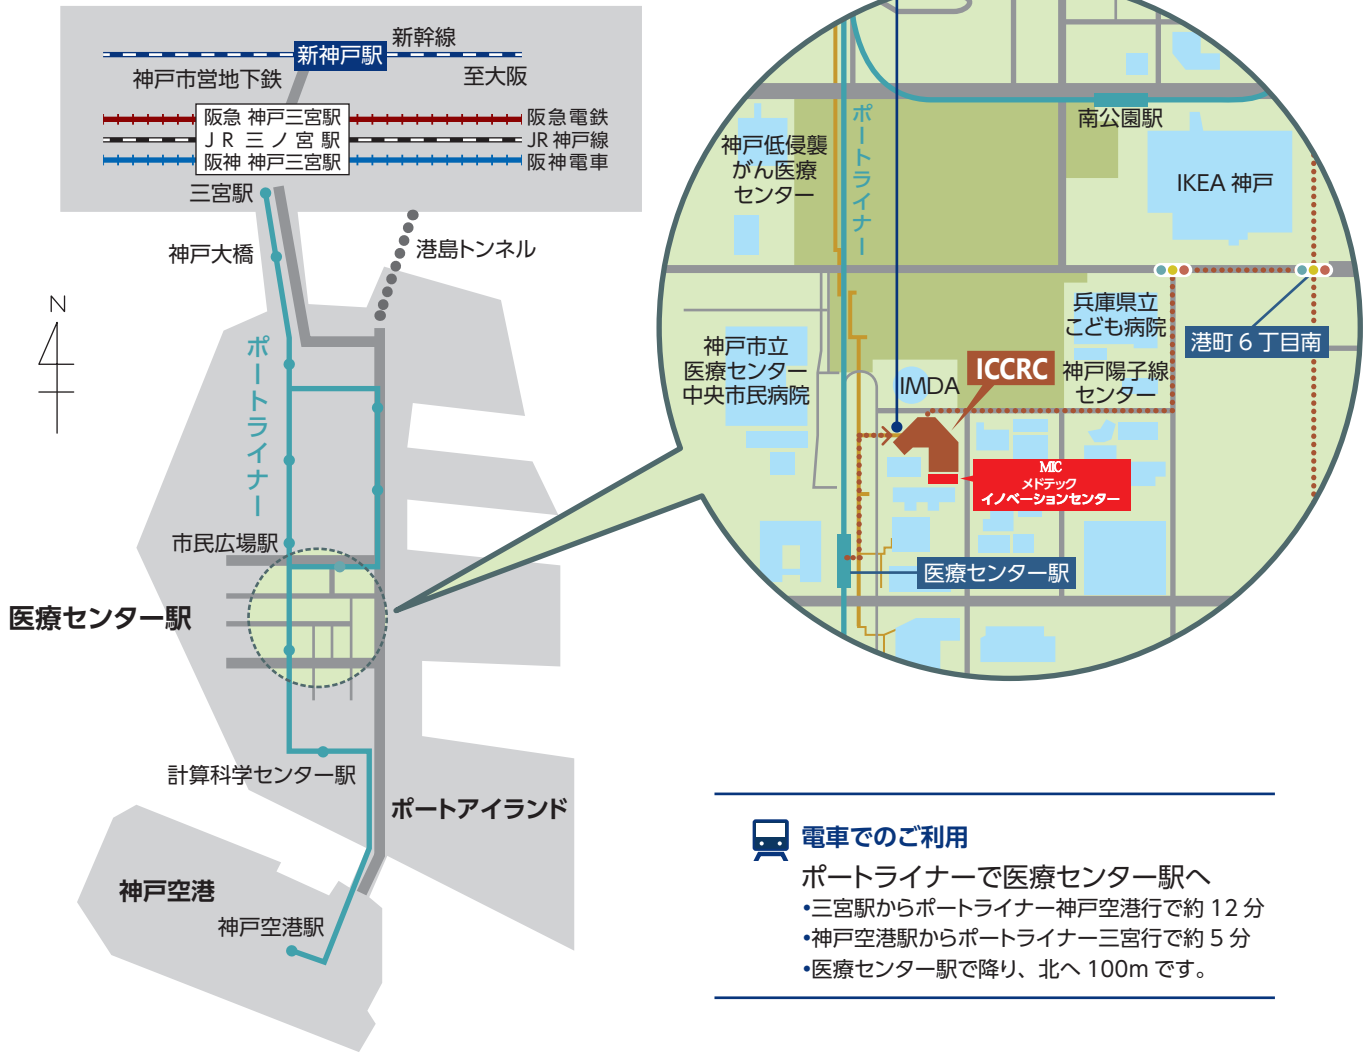 新幹線
新神戸駅
神戸市営地下鉄
至大阪
阪急 神戸三宮駅
JR 三ノ宮駅
阪神 神戸三宮駅
阪急電鉄
JR 神戸線
阪神電車
三宮駅
神戸大橋
港島トンネル
N
ポートライナー
市民広場駅
医療センター駅
計算科学センター駅
ポートアイランド
神戸空港
神戸空港駅
ポートライナー
南公園駅
神戸低侵襲
がん医療
センター
IKEA 神戸
兵庫県立
こども病院
港町 6 丁目南
神戸市立
医療センター
中央市民病院
IMDA
ICCRC
神戸陽子線
センター
MIC
メドテック
イノベーションセンター
医療センター駅
電車でのご利用
ポートライナーで医療センター駅へ
•三宮駅からポートライナー神戸空港行で約 12 分
•神戸空港駅からポートライナー三宮行で約 5 分
•医療センター駅で降り、北へ 100m です。